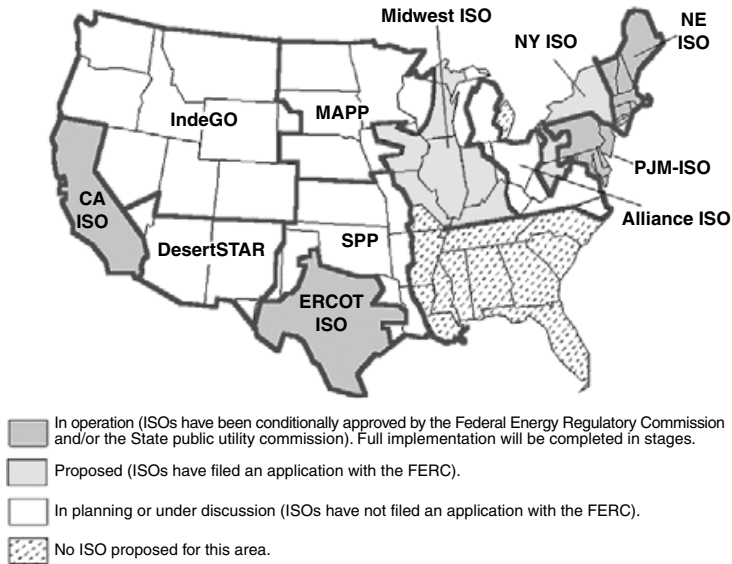 Midwest ISO
NE
ISO
NY ISO
IndeGO
MAPP
PJM-ISO
CA
ISO
Alliance ISO
DesertSTAR
SPP
ERCOT
ISO
In operation (ISOs have been conditionally approved by the Federal Energy Regulatory Commission
and/or the State public utility commission). Full implementation will be completed in stages.
Proposed (ISOs have filed an application with the FERC).
In planning or under discussion (ISOs have not filed an application with the FERC).
No ISO proposed for this area.